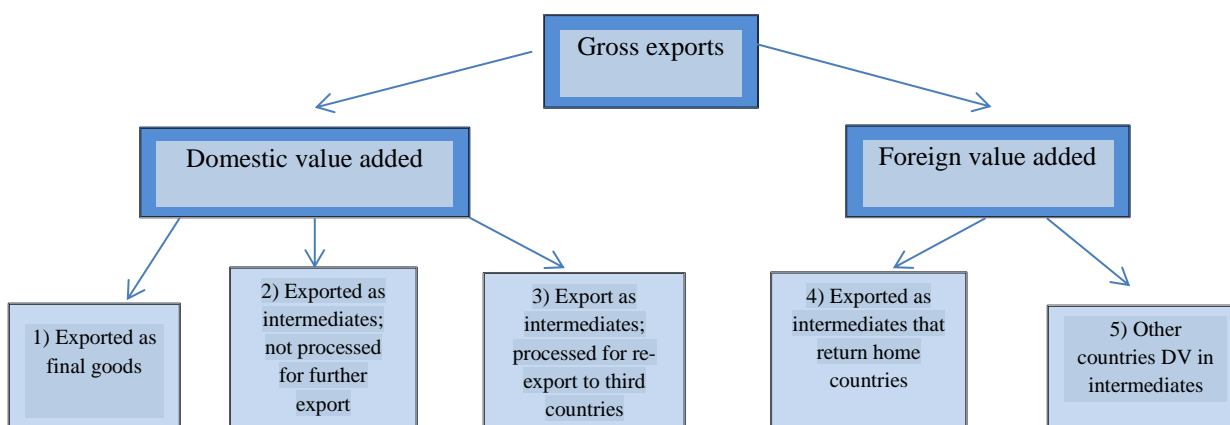 Gross exports
Domestic value added
Foreign value added
1) Exported as
final goods
2) Exported as
intermediates;
not processed
for further
export
3) Export as
intermediates;
processed for re-
export to third
countries
4) Exported as
intermediates that
return home
countries
5) Other
countries DV in
intermediates